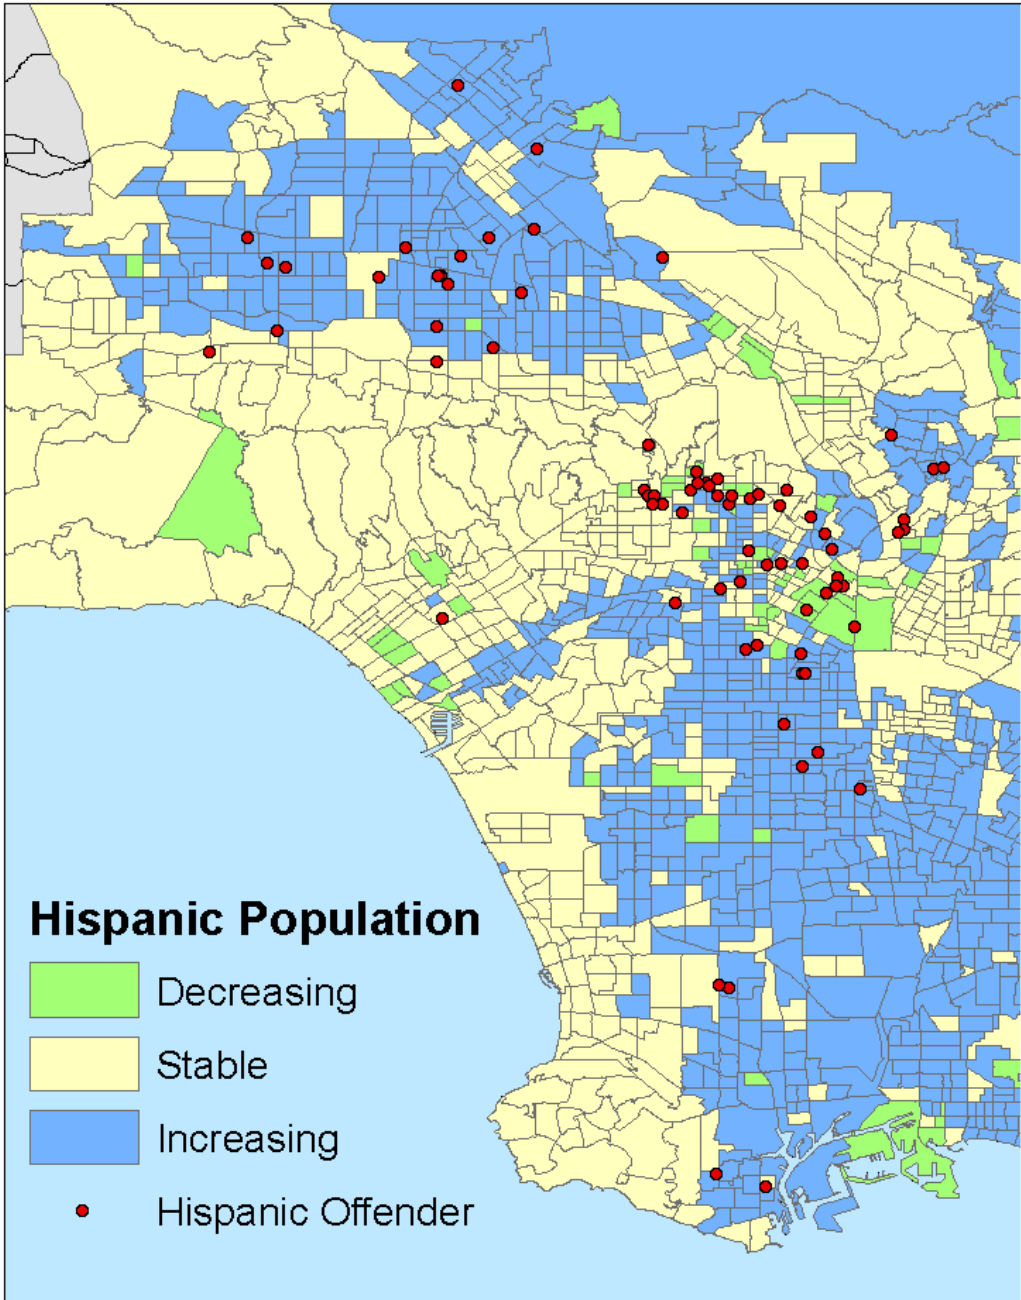 Hispanic Population
Decreasing
Stable
Increasing
Hispanic Offender